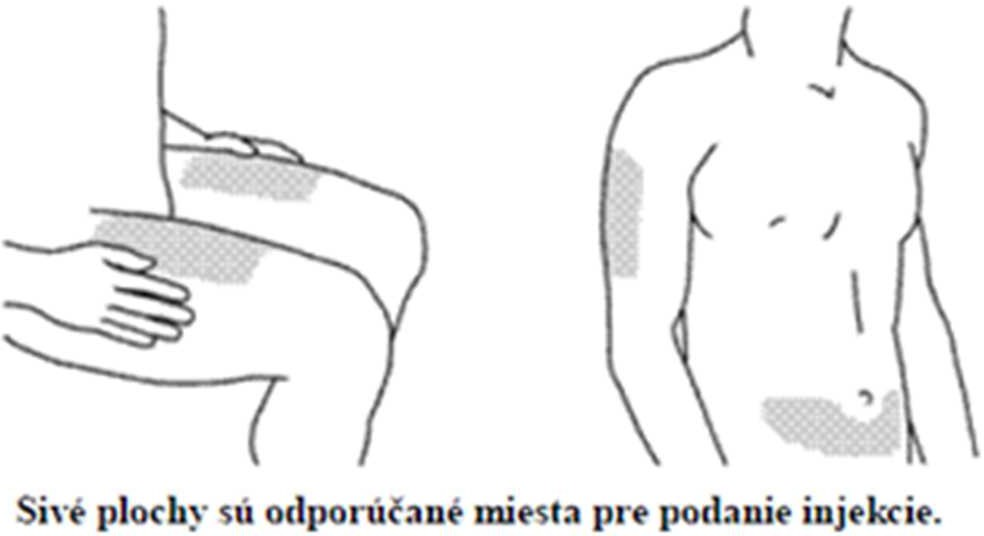 Sivé plochy sú odporúčané miesta pre podanie injekcie.